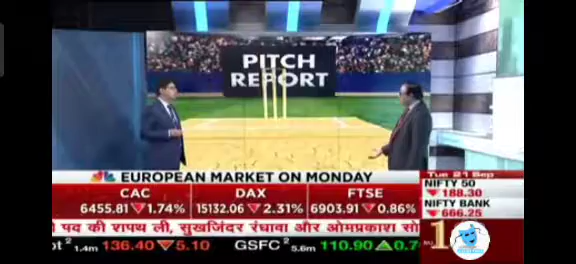 PITCH
REPORT
EUROPEAN MARKET ON MONDAY
Tue 21 Sep
CAC DAX FTSE
6455.81 ▼ 1.74% 15132.06 ▼ 2.31% 6903.91 ▼ 0.86%
NIFTY 50
▼ 188.30
NIFTY BANK
▼ 666.25
पद की शपथ ली, सुखजिंदर रंधावा और ओमप्रकाश
1.4m 136.40 ▼ 5.10 GSFC 5.6m 110.90 ▲